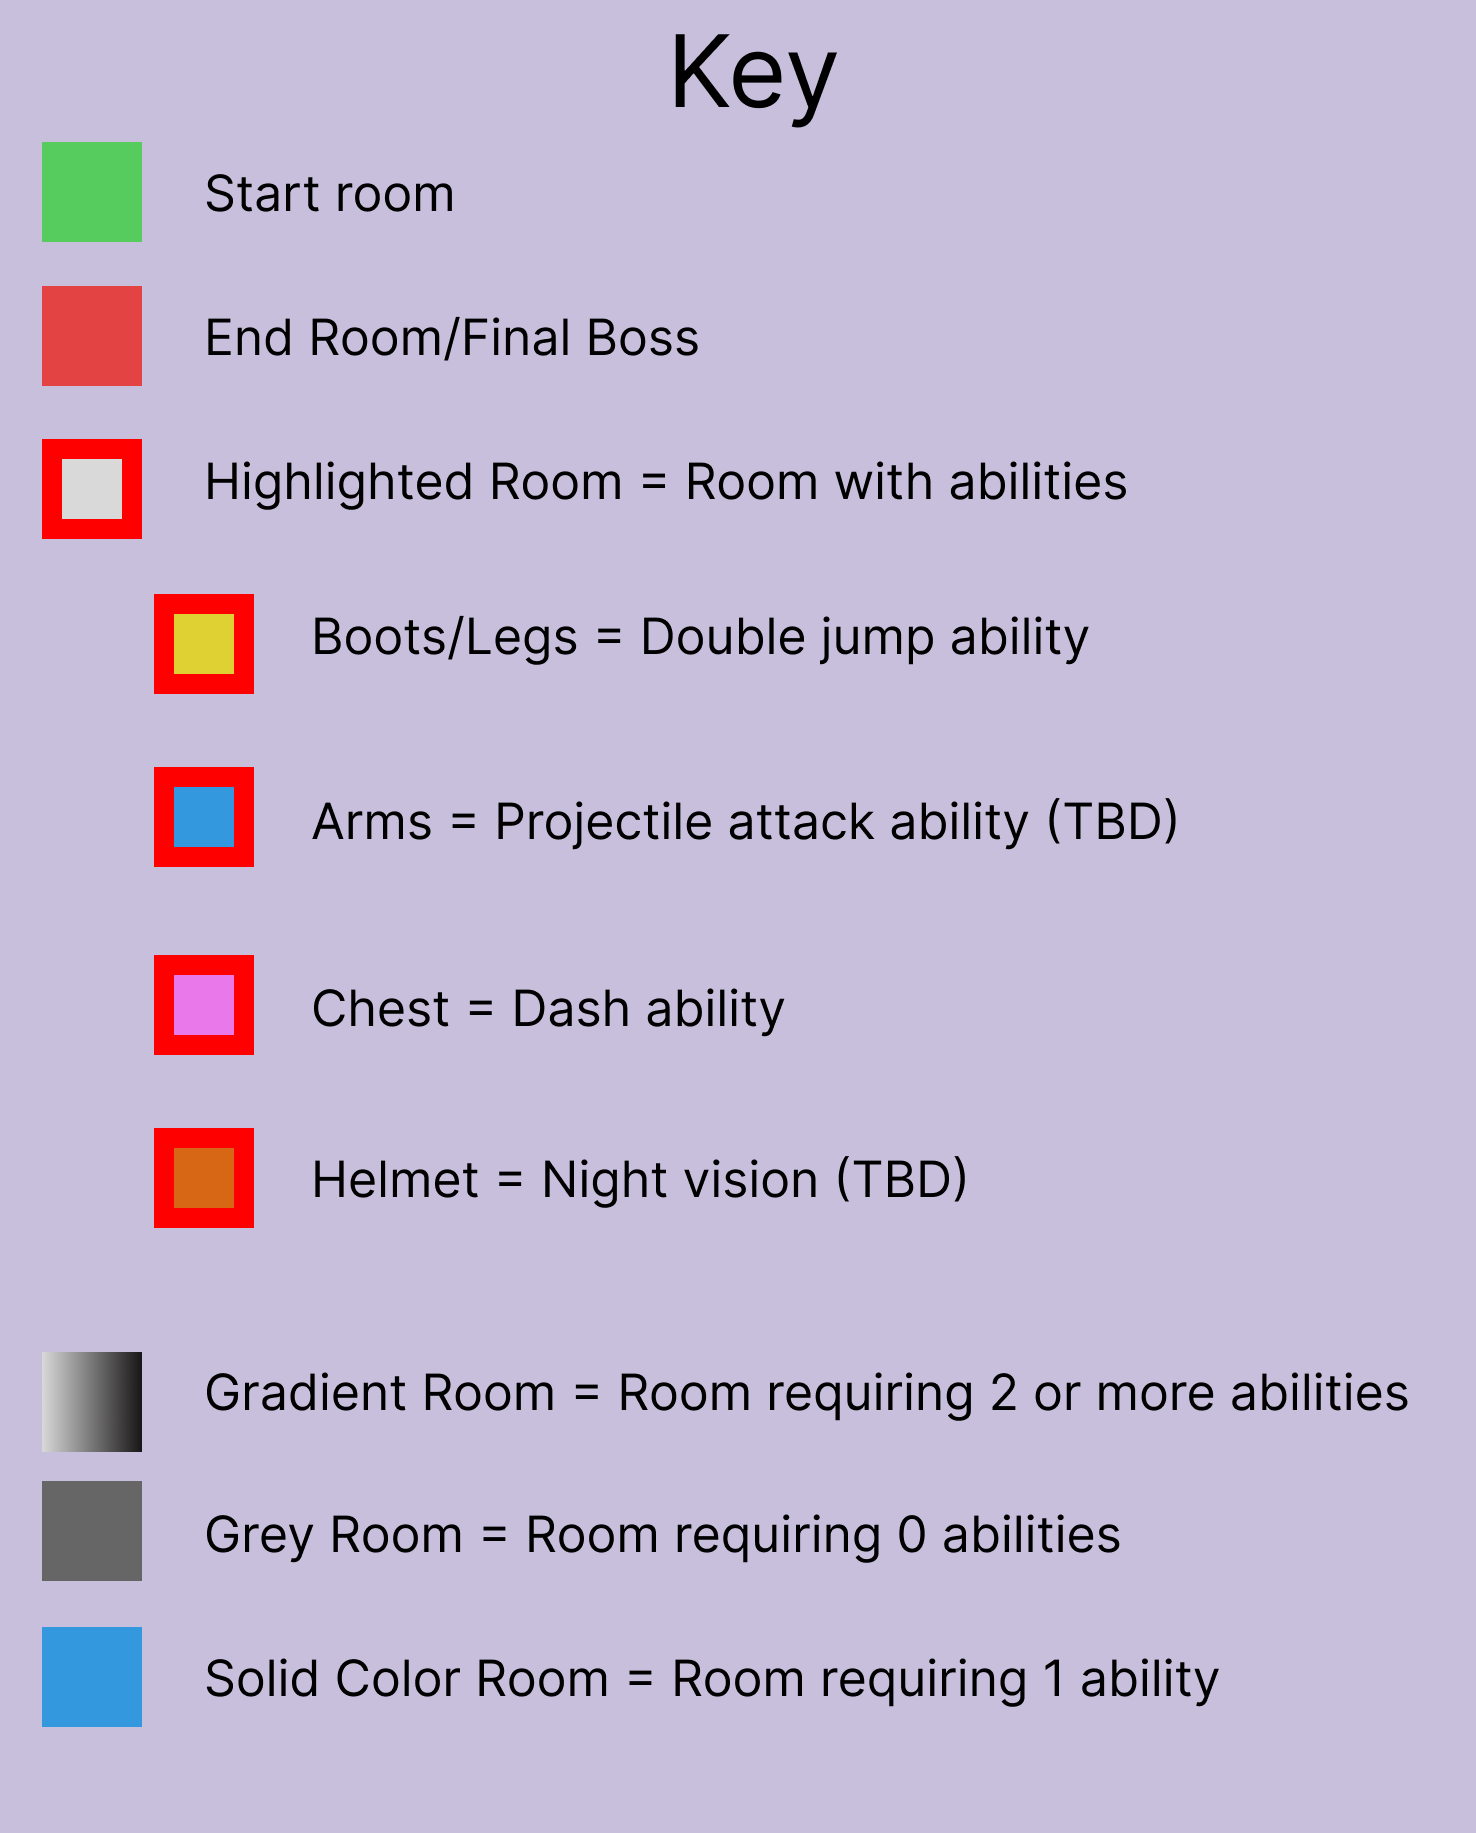 Key
Start room
End Room/Final Boss
Highlighted Room = Room with abilities
Boots/Legs = Double jump ability
Arms = Projectile attack ability (TBD)
Chest = Dash ability
Helmet = Night vision (TBD)
Gradient Room = Room requiring 2 or more abilities
Grey Room = Room requiring 0 abilities
Solid Color Room = Room requiring 1 ability